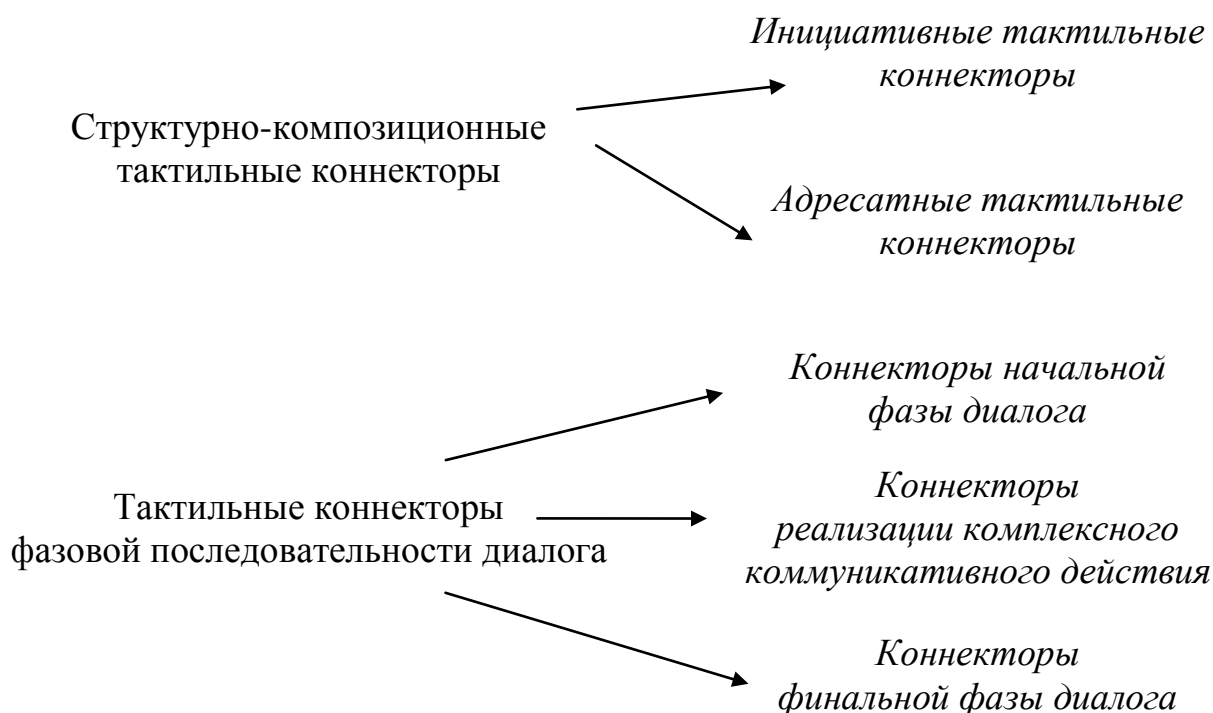 Инициативные тактильные
коннекторы
Структурно-композиционные
тактильные коннекторы
Адресатные тактильные
коннекторы
Коннекторы начальной
фазы диалога
Тактильные коннекторы
фазовой последовательности диалога
Коннекторы
реализации комплексного
коммуникативного действия
Коннекторы
финальной фазы диалога